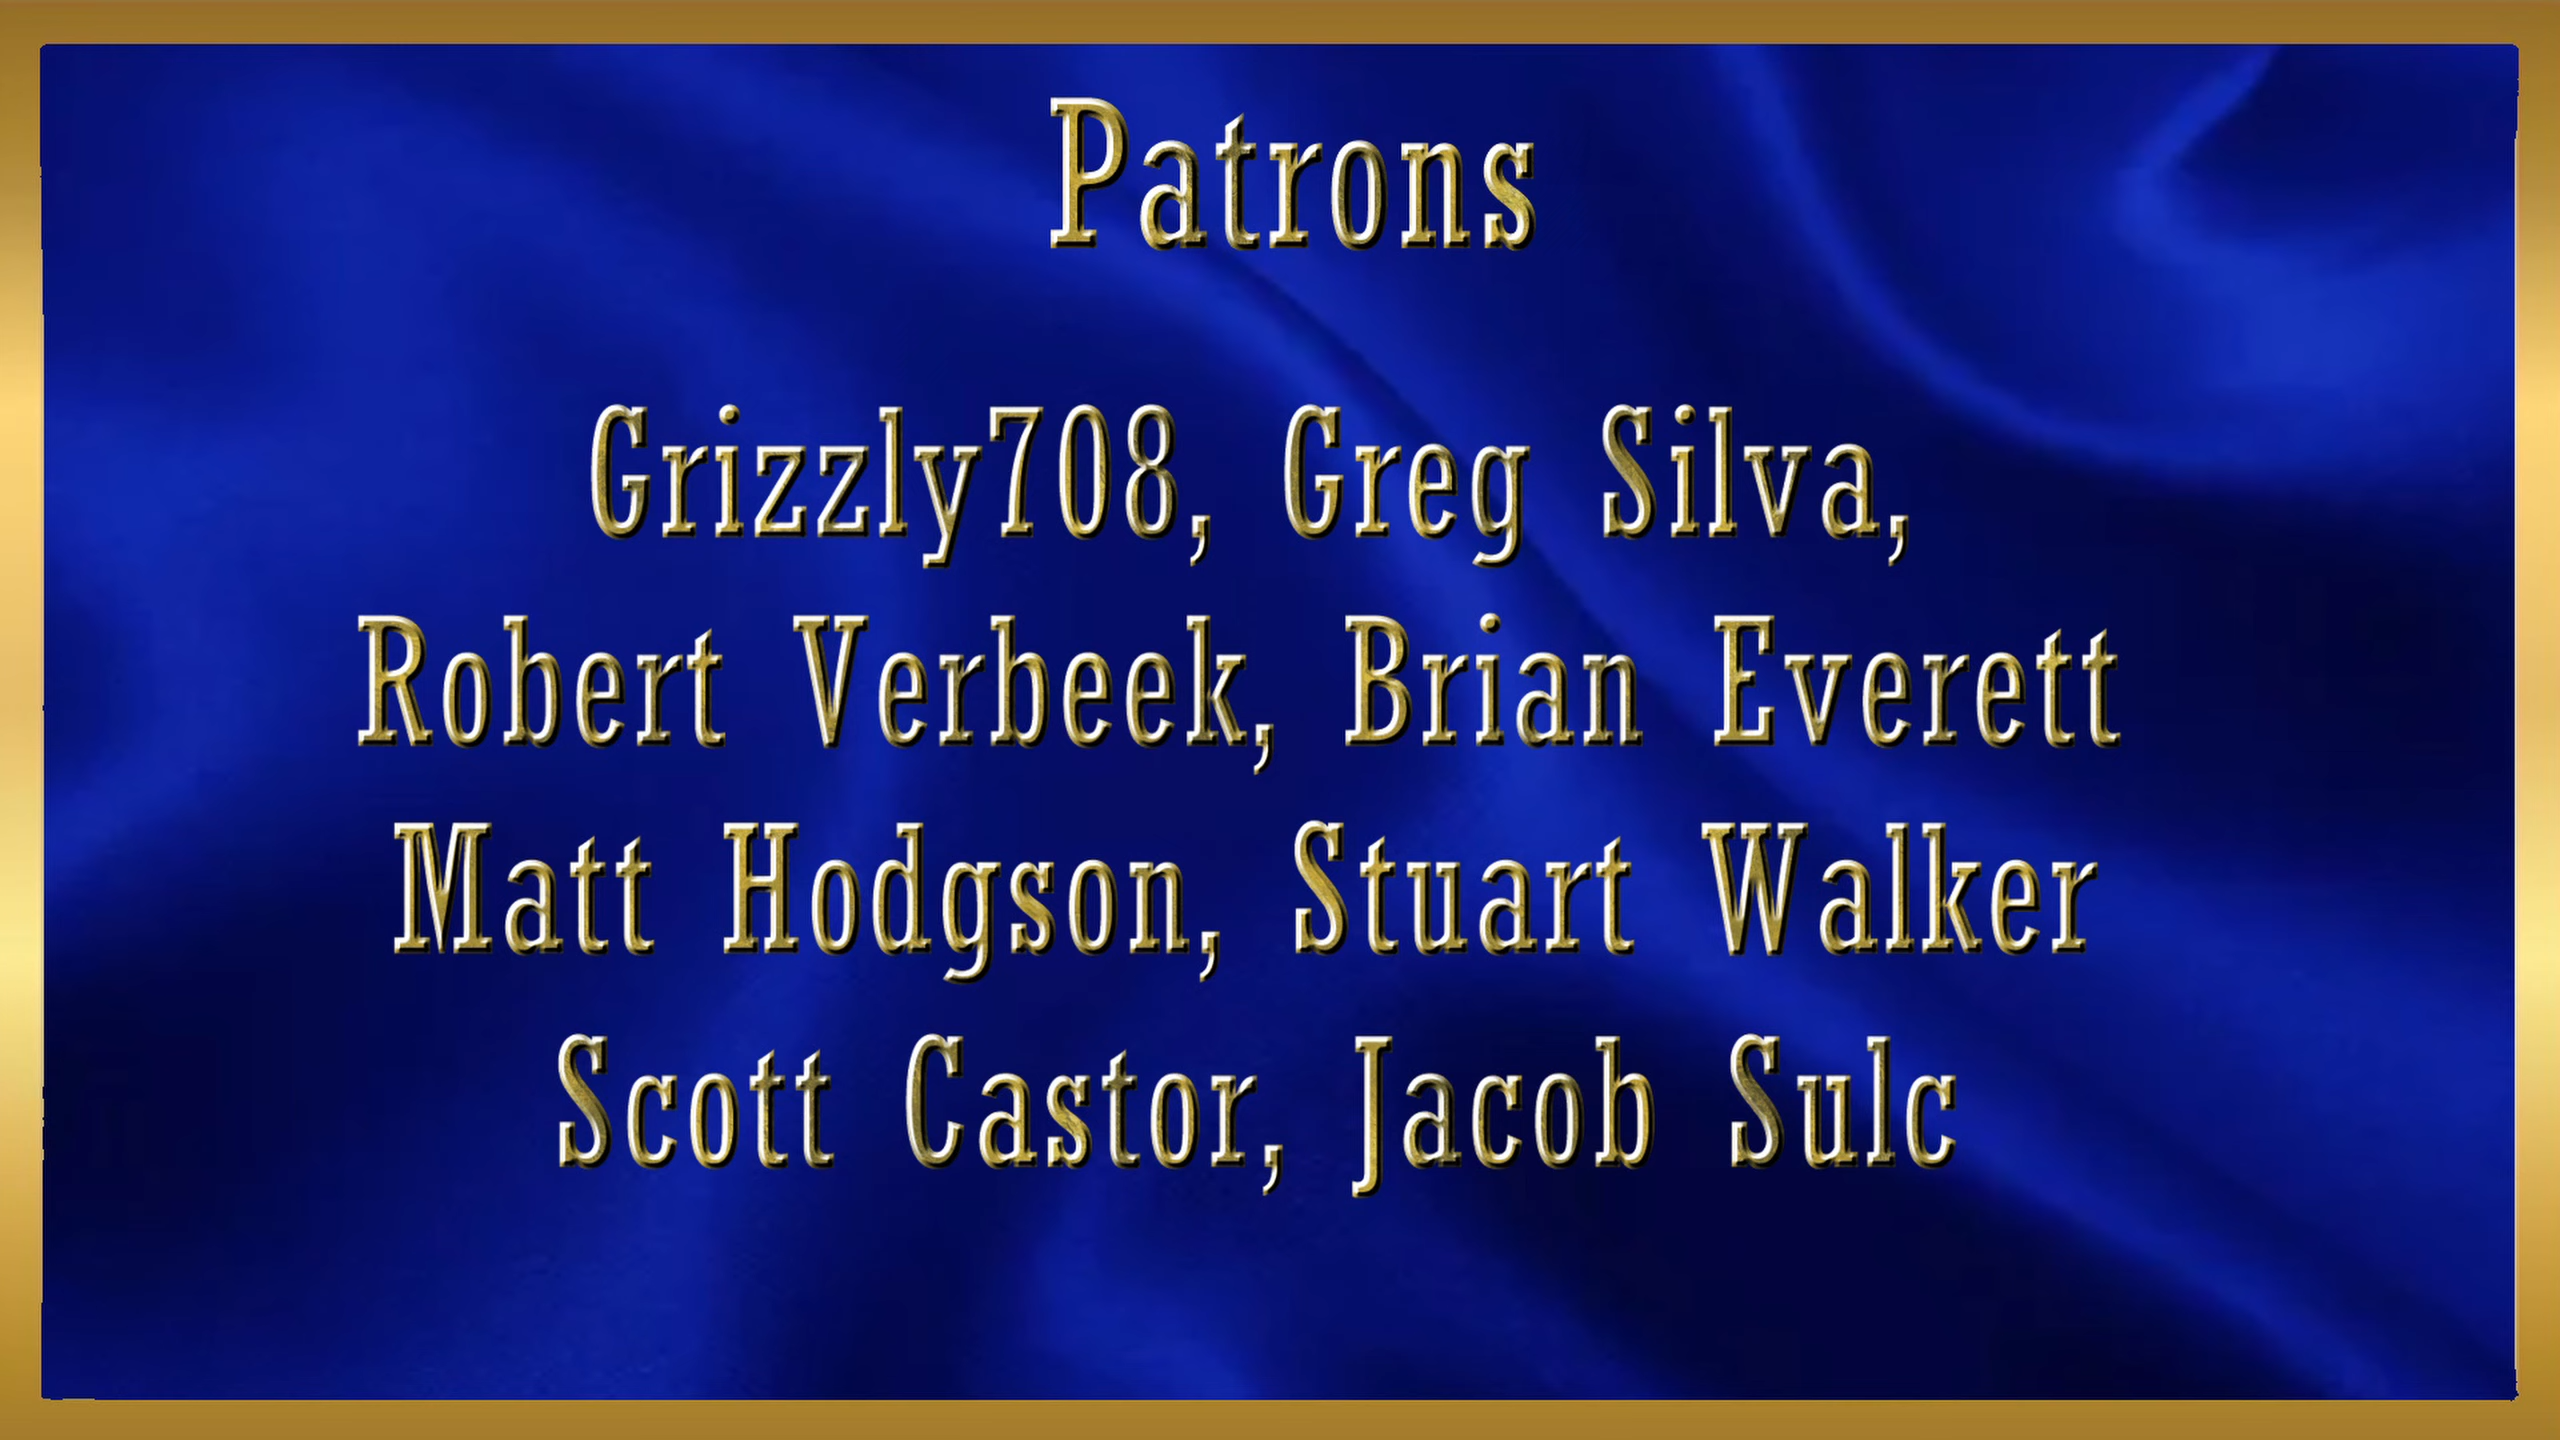 Patrons
Grizzly708, Greg Silva,
Robert Verbeek, Brian Everett
Matt Hodgson, Stuart Walker
Scott Castor, Jacob Sulc